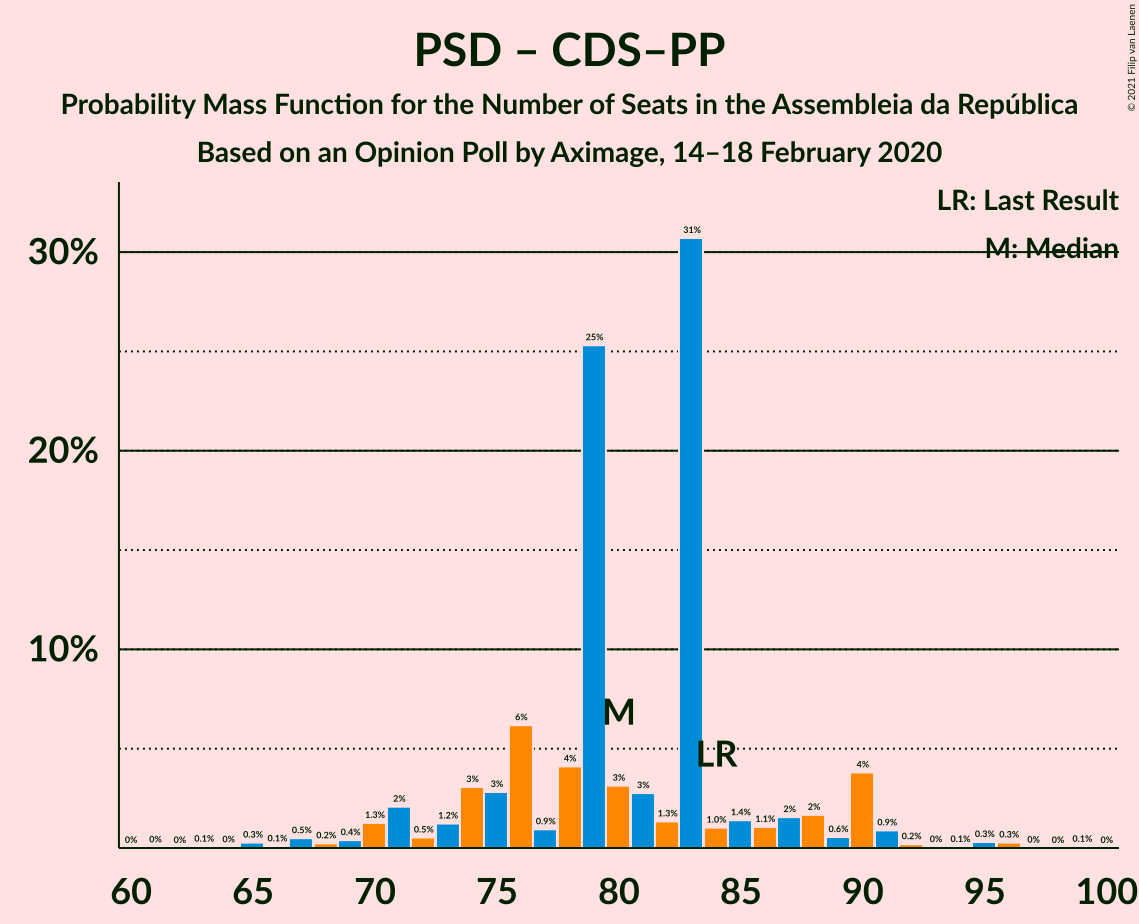 PSD – CDS–PP
Probability Mass Function for the Number of Seats in the Assembleia da República
Based on an Opinion Poll by Aximage, 14–18 February 2020
© 2021 Filip van Laenen
LR: Last Result
M: Median
30%
20%
10%
0% 0% 0% 0.1% 0% 0.3% 0.1% 0.5% 0.2% 0.4% 1.3% 2% 0.5% 1.2% 3% 3% 6% 0.9% 4% 25% 3% 3% 1.3% 31% 1.0% 1.4% 1.1% 2% 2% 0.6% 4% 0.9% 0.2% 0% 0.1% 0.3% 0.3% 0% 0% 0.1% 0%
M
LR
60 65 70 75 80 85 90 95 100